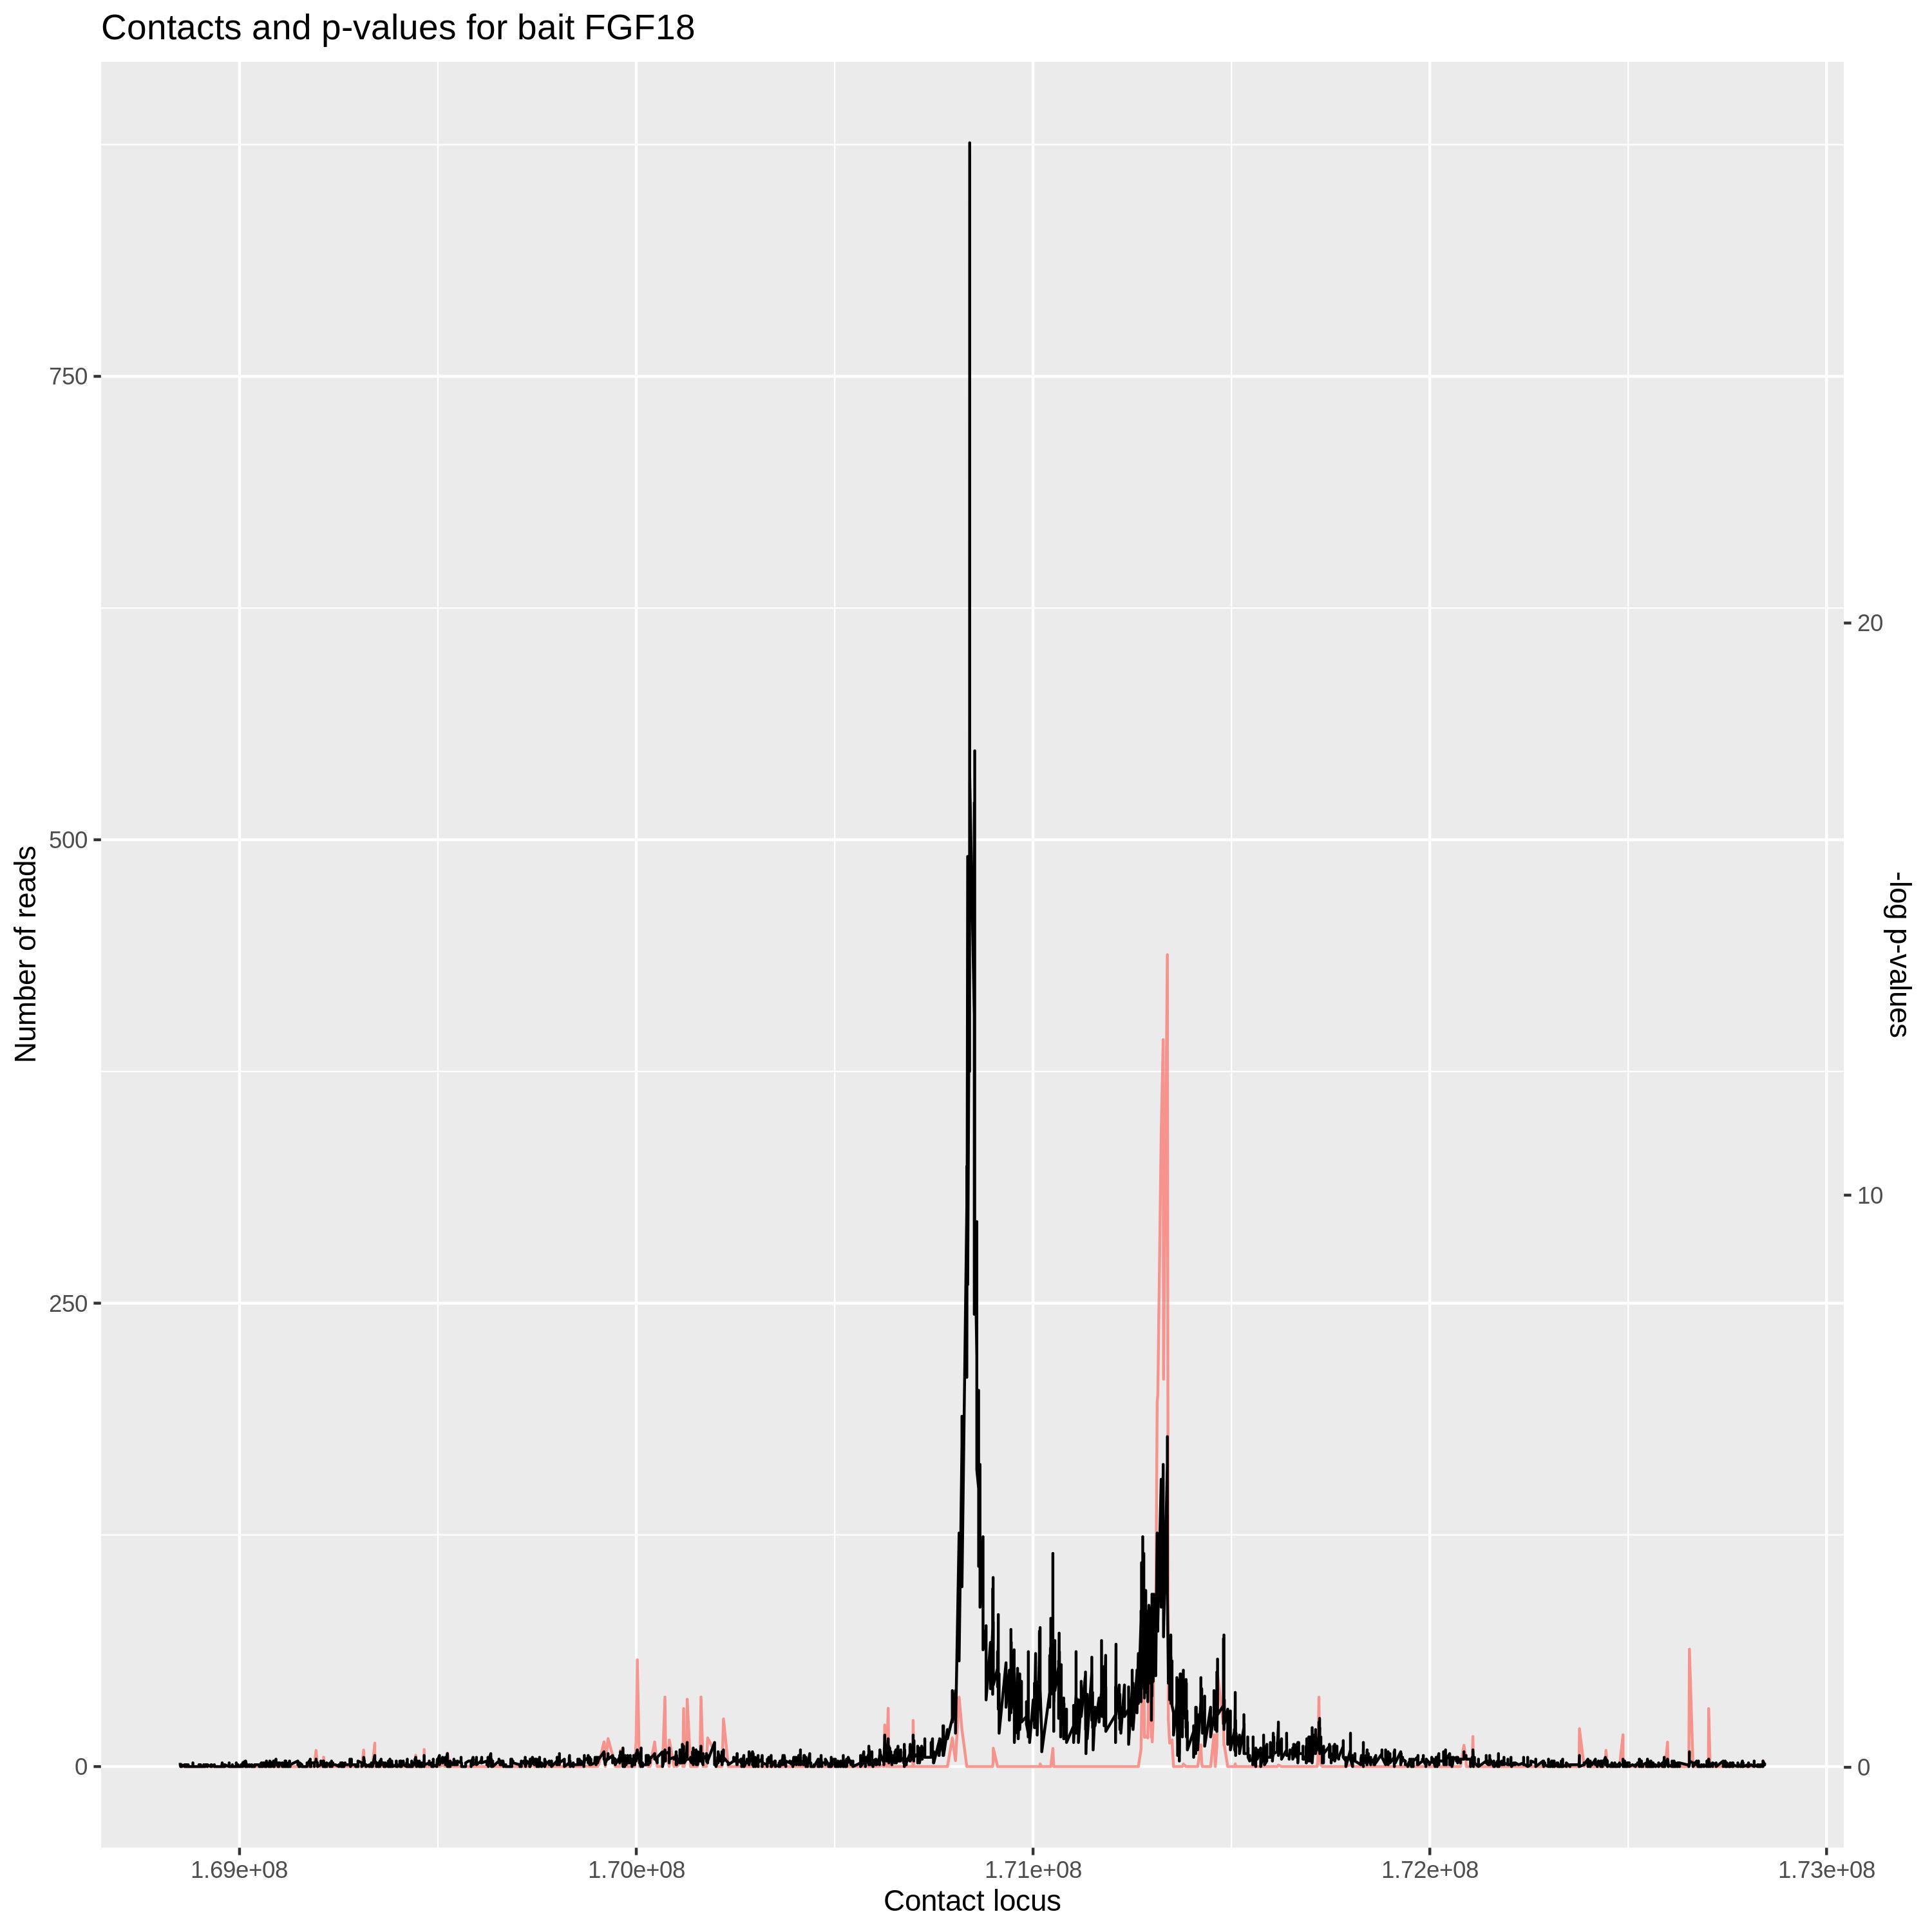 Contacts and p-values for bait FGF18
750
500
250
0
Number of reads
20
10
0
-log p-values
1.69e+08 1.70e+08 1.71e+08 1.72e+08 1.73e+08
Contact locus